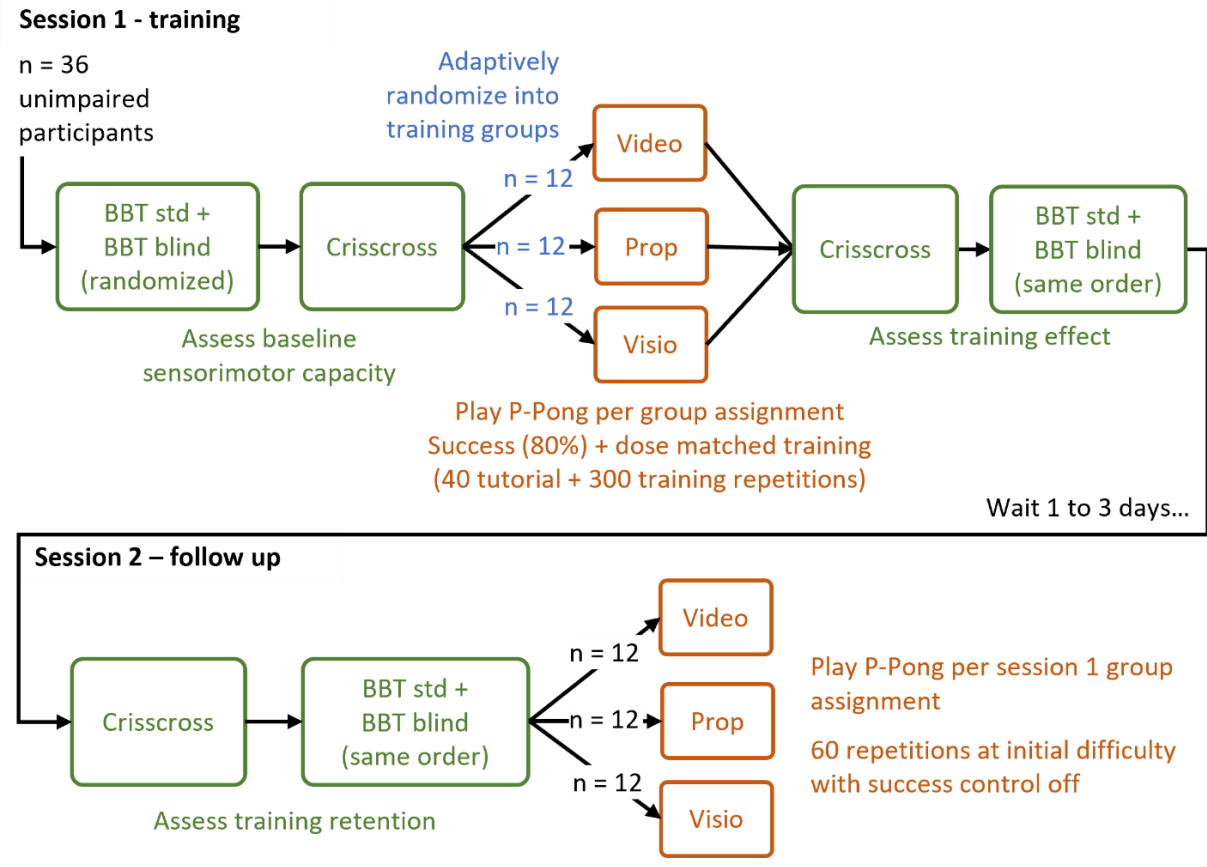 Session 1 - training
n = 36
unimpaired
participants
BBT std +
BBT blind
(randomized)
Crisscross
Assess baseline
sensorimotor capacity
Adaptively
randomize into
training groups
n = 12
n = 12
n = 12
Video
Prop
Visio
Play P-Pong per group assignment
Success (80%) + dose matched training
(40 tutorial + 300 training repetitions)
Crisscross
BBT std +
BBT blind
(same order)
Assess training effect
Wait 1 to 3 days...
Session 2 – follow up
Crisscross
BBT std +
BBT blind
(same order)
Assess training retention
n = 12
n = 12
n = 12
Video
Prop
Visio
Play P-Pong per session 1 group
assignment
60 repetitions at initial difficulty
with success control off